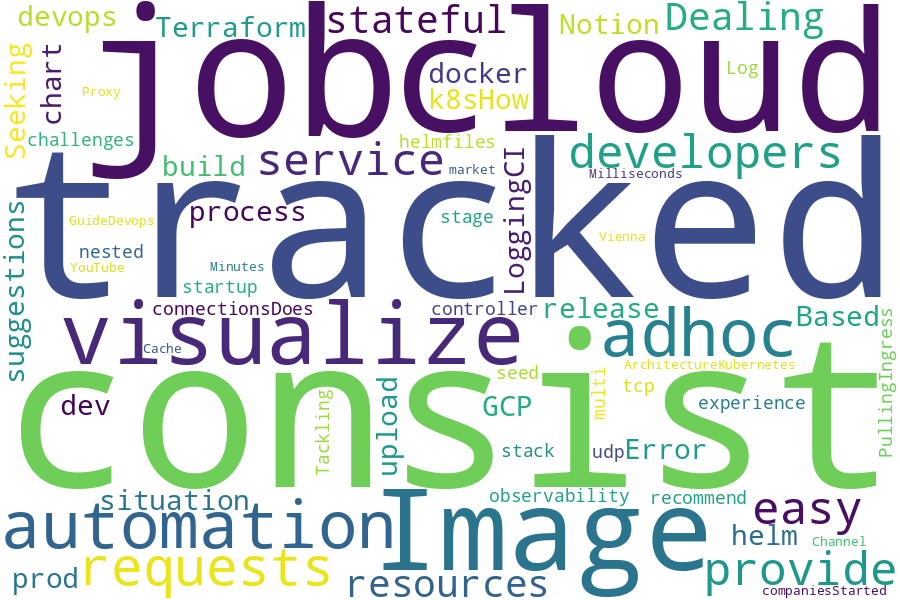 devops
Terraform
stateful
Notion
Dealing
job
cloud
Seeking
chart
Proxy
docker
k8sHow
Log
challenges
helmfiles
build
service
market
developers
Milliseconds
LoggingCI
tracked
process
stage
suggestions
GuideDevops
nested
YouTube
Minutes
startup
Vienna
connectionsDoes
controller
release
Based
visualize
adhoc
Cache
PullingIngress
ArchitectureKubernetes
seed
tcp
multi
consist
dev
Tackling
upload
GCP
experience
stack
udp
Error
situation
observability
recommend
automation
Image
easy
helm
Channel
prod
requests
resources
provide
companiesStarted